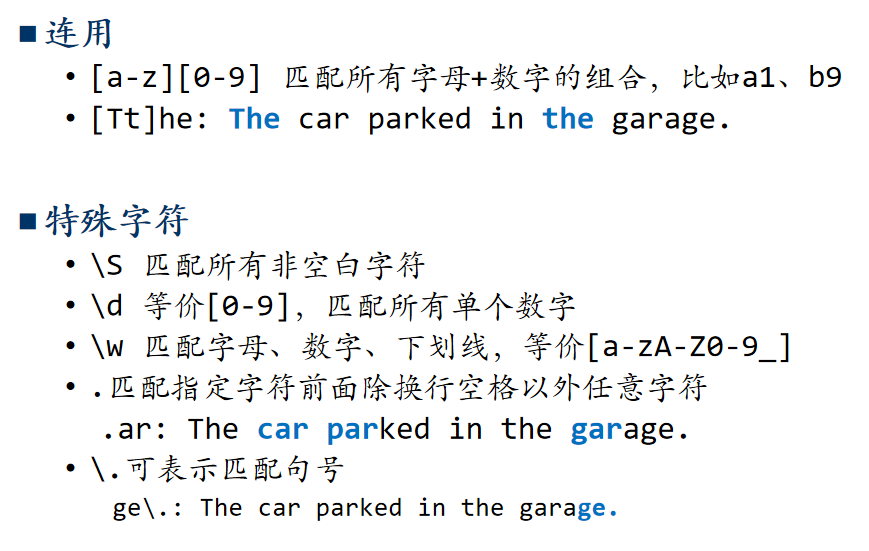 连用
[a-z][0-9] 匹配所有字母+数字的组合，比如a1、b9
[Tt]he: The car parked in the garage.
特殊字符
\S 匹配所有非空白字符
\d 等价[0-9]，匹配所有单个数字
\w 匹配字母、数字、下划线，等价[a-zA-Z0-9_]
.匹配指定字符前面除换行空格以外任意字符
.ar: The car parked in the garage.
\.可表示匹配句号
ge\.: The car parked in the garage.